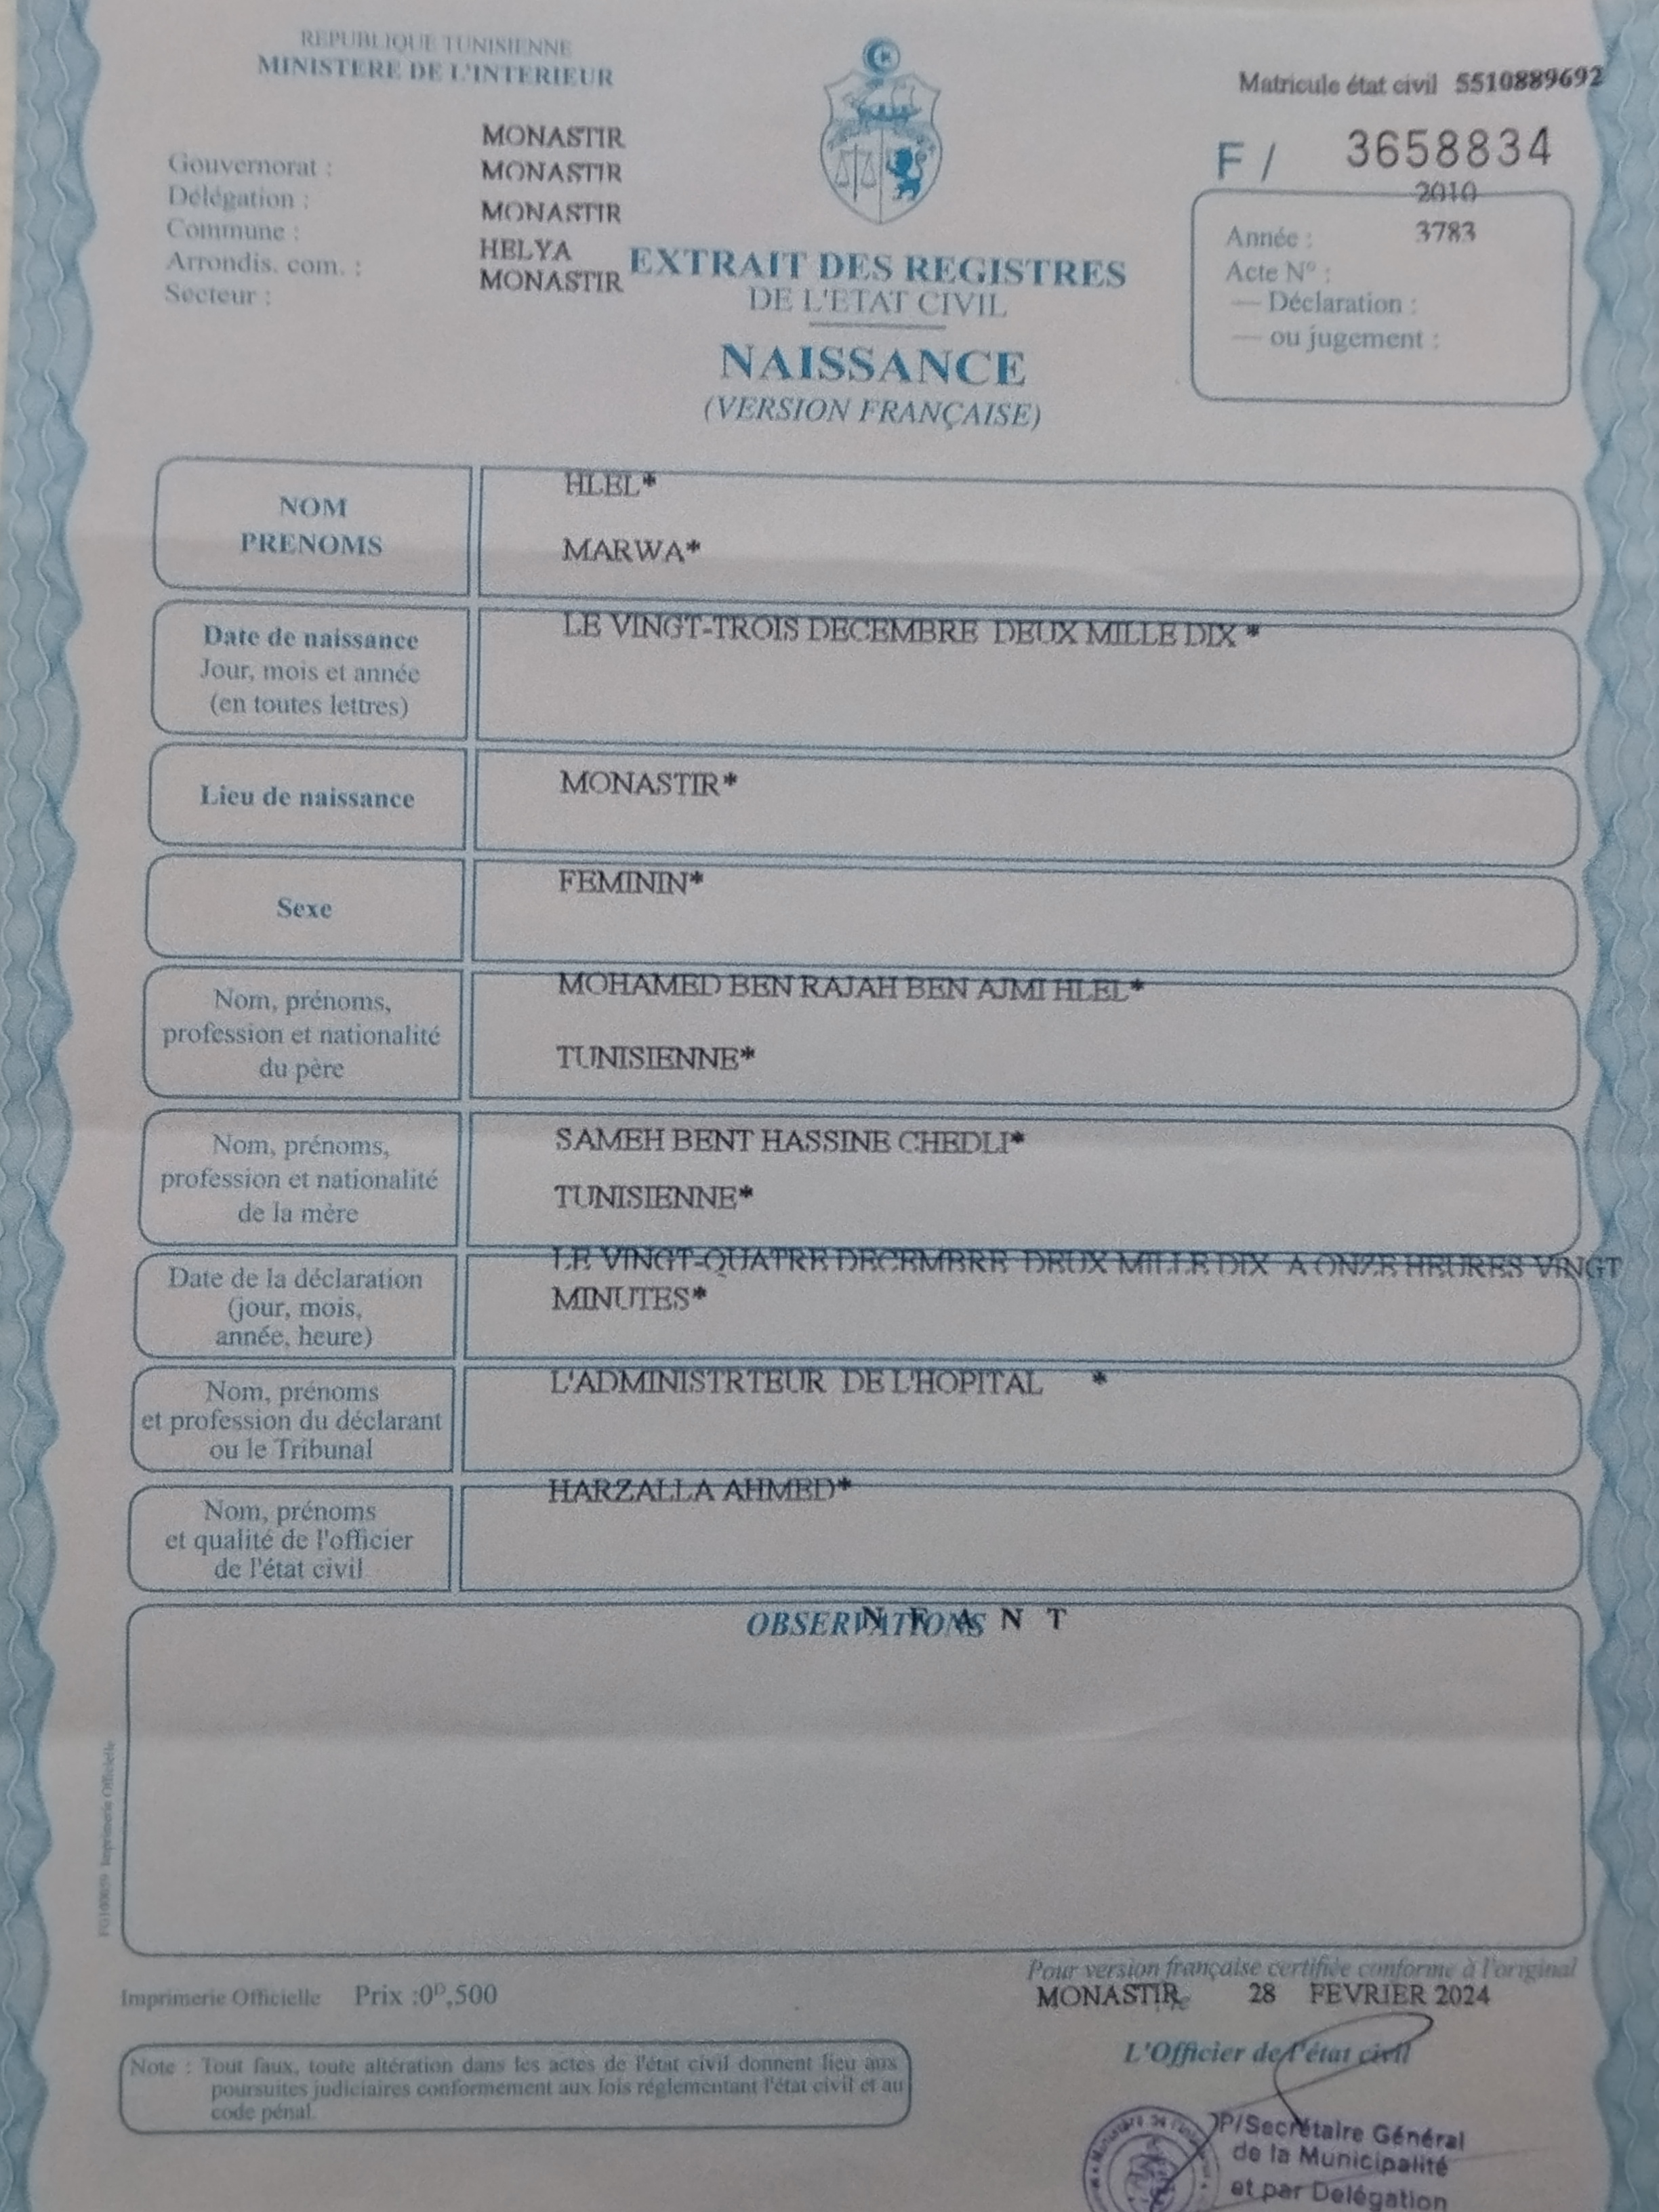 REPUBLIQUE TUNISIENNE
MINISTERE DE L'INTERIEUR
Matricule état civil 5510889692
F / 3658834
Gouvernorat : MONASTIR
Délégation : MONASTIR
Commune : MONASTIR
Arrondis. com. : HELYA
Secteur : MONASTIR
2010
Année : 3783
Acte N° :
— Déclaration :
— ou jugement :
EXTRAIT DES REGISTRES
DE L'ETAT CIVIL
NAISSANCE
(VERSION FRANÇAISE)
NOM HLEL*
PRENOMS MARWA*
Date de naissance LE VINGT-TROIS DECEMBRE DEUX MILLE DIX *
Jour, mois et année
(en toutes lettres)
Lieu de naissance MONASTIR*
Sexe FEMININ*
Nom, prénoms, MOHAMED BEN RAJAH BEN AJMI HLEL*
profession et nationalité
du père TUNISIENNE*
Nom, prénoms, SAMEH BENT HASSINE CHEDLI*
profession et nationalité TUNISIENNE*
de la mère
Date de la déclaration LE VINGT-QUATRE DECEMBRE DEUX MILLE DIX A ONZE HEURES VINGT
(jour, mois, MINUTES*
année, heure)
Nom, prénoms L'ADMINISTRTEUR DE L'HOPITAL *
et profession du déclarant
ou le Tribunal
Nom, prénoms HARZALLA AHMED*
et qualité de l'officier
de l'état civil
OBSERVATIONS
N F A N T
FG100059 Imprimerie Officielle
Pour version française certifiée conforme à l'original
Imprimerie Officielle Prix :0ᴰ,500
MONASTIR le 28 FEVRIER 2024
L'Officier de l'état civil
Note : Tout faux, toute altération dans les actes de l'état civil donnent lieu aux
poursuites judiciaires conformement aux lois réglementant l'état civil et au
code pénal.
P/Secrétaire Général
de la Municipalité
et par Delégation